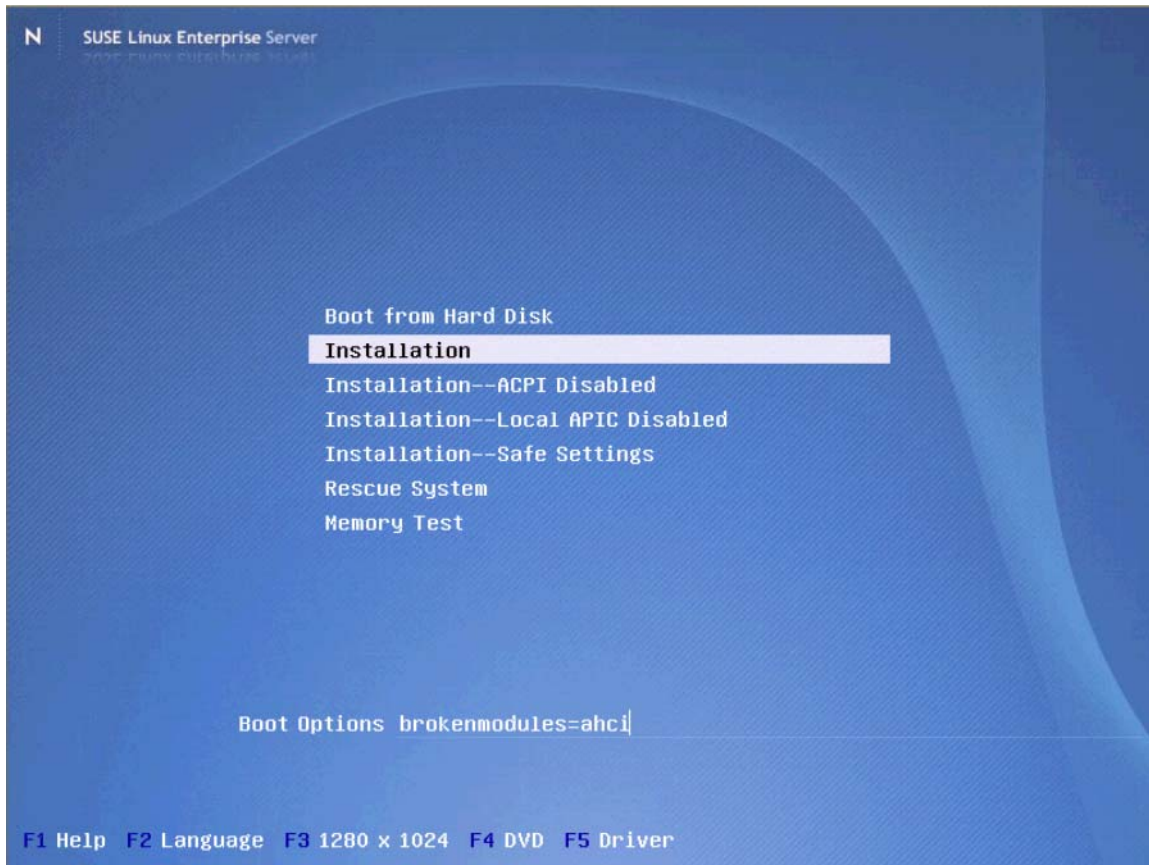 N SUSE Linux Enterprise Server
Boot from Hard Disk
Installation
Installation--ACPI Disabled
Installation--Local APIC Disabled
Installation--Safe Settings
Rescue System
Memory Test
Boot Options brokenmodules=ahci
F1 Help F2 Language F3 1280 x 1024 F4 DVD F5 Driver